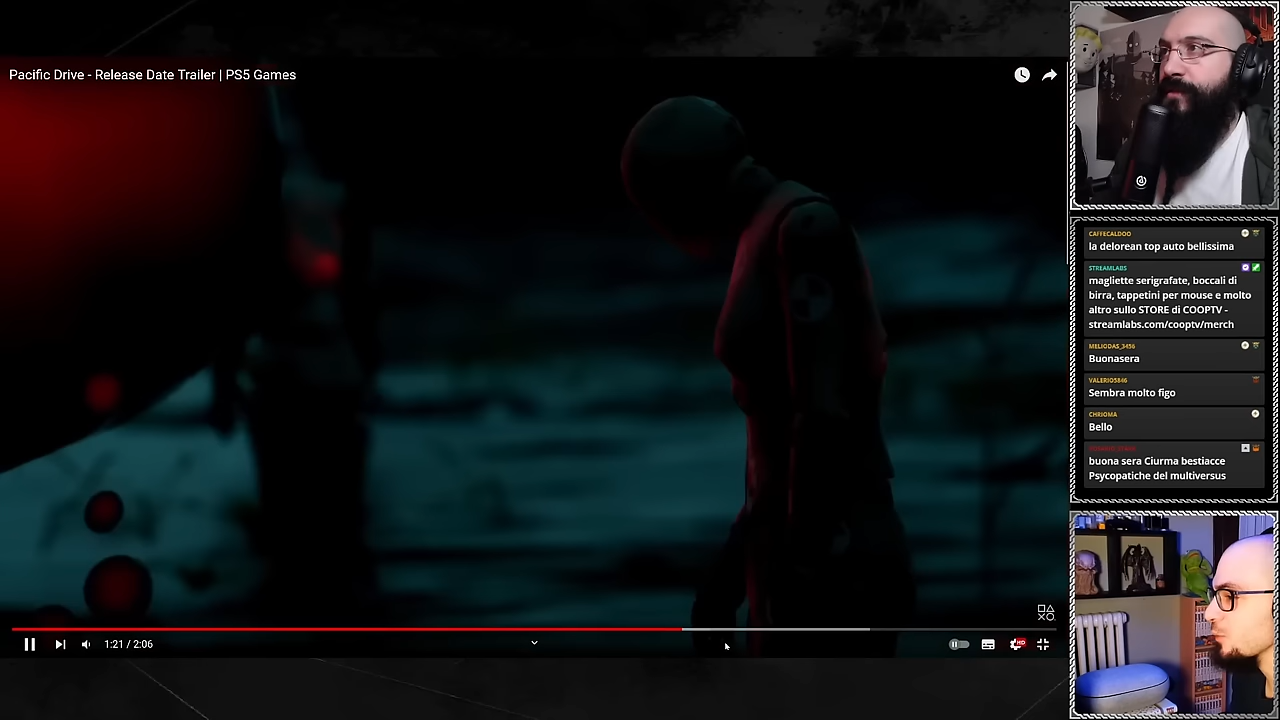 Pacific Drive - Release Date Trailer | PS5 Games
1:21 / 2:06
HD
CAFFECALDOO
la delorean top auto bellissima
STREAMLABS
magliette serigrafate, boccali di
birra, tappetini per mouse e molto
altro sullo STORE di COOPTV -
streamlabs.com/cooptv/merch
MELIODAS_3456
Buonasera
VALERIO5846
Sembra molto figo
CHRIOMA
Bello
buona sera Ciurma bestiacce
Psycopatiche del multiversus